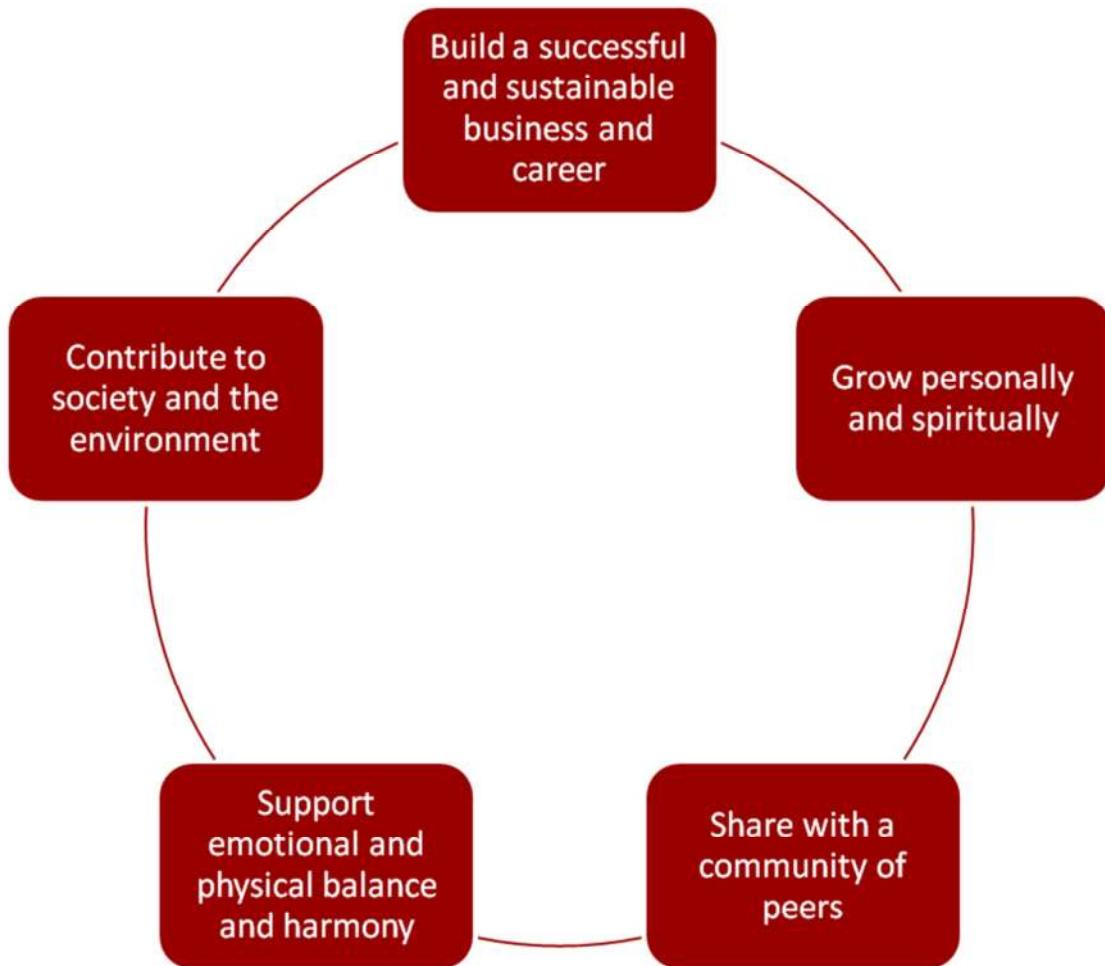 Build a successful
and sustainable
business and
career
Grow personally
and spiritually
Share with a
community of
peers
Support
emotional and
physical balance
and harmony
Contribute to
society and the
environment